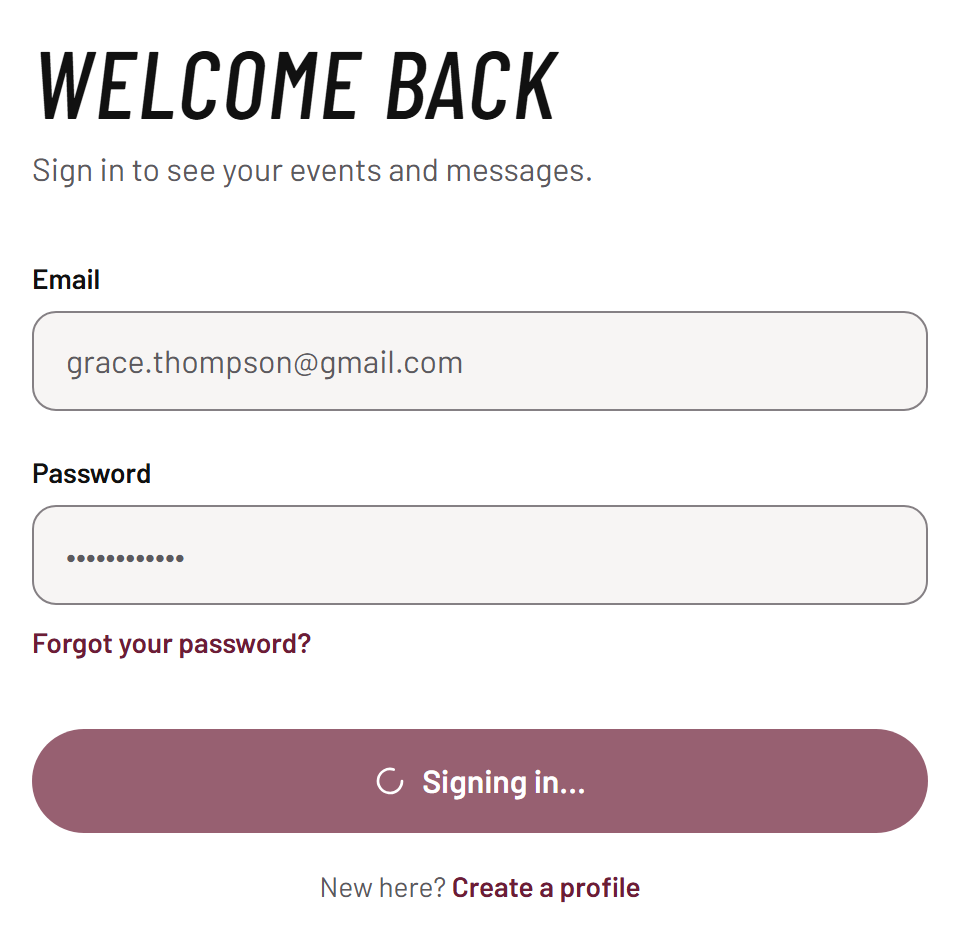 WELCOME BACK
Sign in to see your events and messages.
Email
grace.thompson@gmail.com
Password
••••••••••••
Forgot your password?
Signing in...
New here? Create a profile